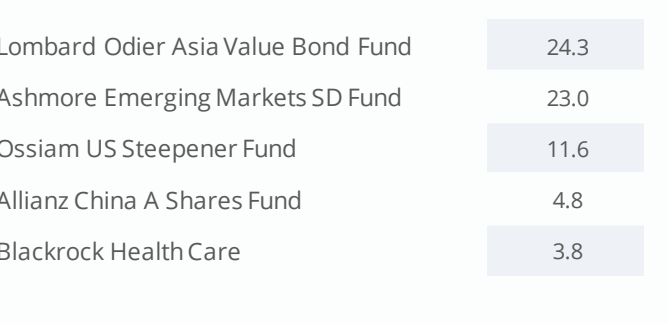 Lombard Odier Asia Value Bond Fund 24.3
Ashmore Emerging Markets SD Fund 23.0
Ossiam US Steepener Fund 11.6
Allianz China A Shares Fund 4.8
Blackrock Health Care 3.8